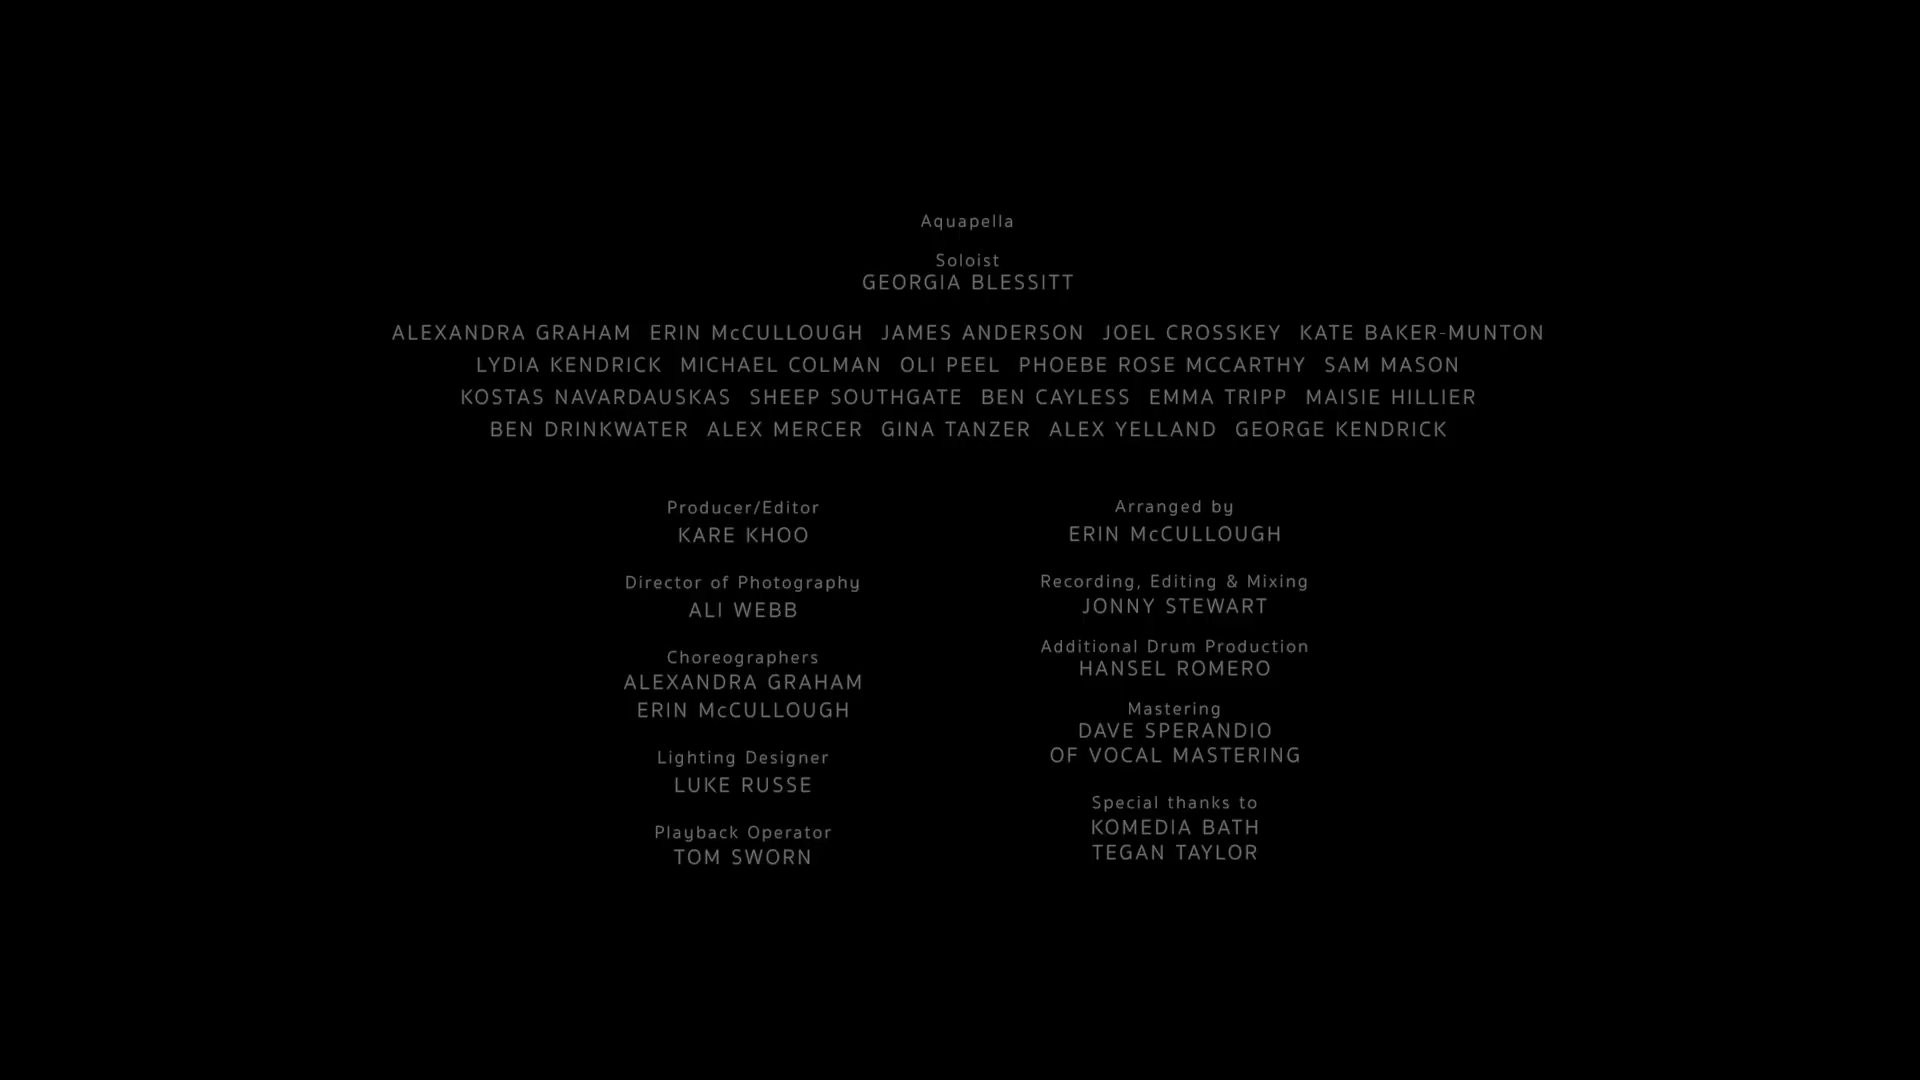 Aquapella
Soloist
GEORGIA BLESSITT
ALEXANDRA GRAHAM ERIN McCULLOUGH JAMES ANDERSON JOEL CROSSKEY KATE BAKER-MUNTON
LYDIA KENDRICK MICHAEL COLMAN OLI PEEL PHOEBE ROSE MCCARTHY SAM MASON
KOSTAS NAVARDAUSKAS SHEEP SOUTHGATE BEN CAYLESS EMMA TRIPP MAISIE HILLIER
BEN DRINKWATER ALEX MERCER GINA TANZER ALEX YELLAND GEORGE KENDRICK
Producer/Editor
KARE KHOO
Director of Photography
ALI WEBB
Choreographers
ALEXANDRA GRAHAM
ERIN McCULLOUGH
Lighting Designer
LUKE RUSSE
Playback Operator
TOM SWORN
Arranged by
ERIN McCULLOUGH
Recording, Editing & Mixing
JONNY STEWART
Additional Drum Production
HANSEL ROMERO
Mastering
DAVE SPERANDIO
OF VOCAL MASTERING
Special thanks to
KOMEDIA BATH
TEGAN TAYLOR